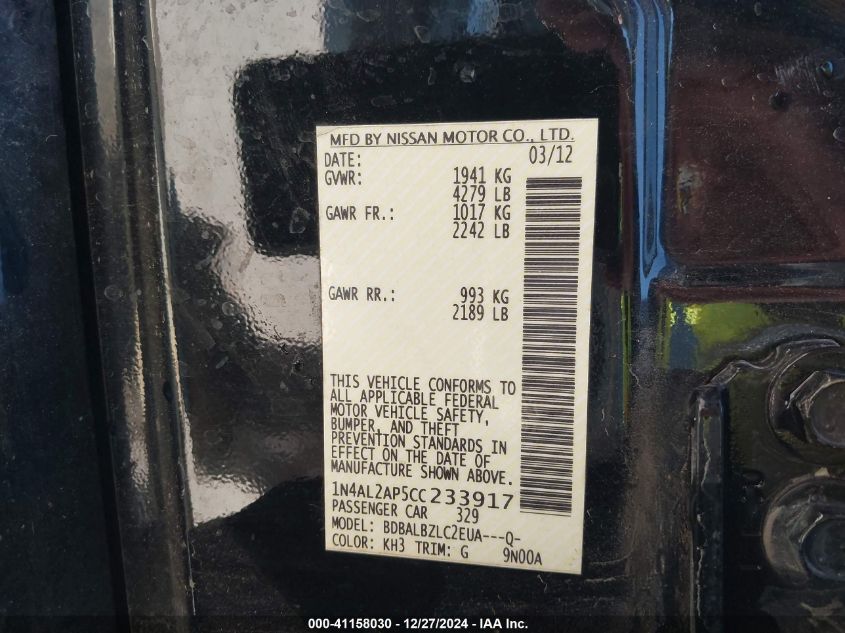 MFD BY NISSAN MOTOR CO., LTD.
DATE: 03/12
GVWR: 1941 KG
4279 LB
GAWR FR.: 1017 KG
2242 LB
GAWR RR.: 993 KG
2189 LB
THIS VEHICLE CONFORMS TO
ALL APPLICABLE FEDERAL
MOTOR VEHICLE SAFETY,
BUMPER, AND THEFT
PREVENTION STANDARDS IN
EFFECT ON THE DATE OF
MANUFACTURE SHOWN ABOVE.
1N4AL2AP5CC233917
PASSENGER CAR 329
MODEL: BDBALBZLC2EUA---Q-
COLOR: KH3 TRIM: G 9N00A
000-41158030 - 12/27/2024 - IAA Inc.